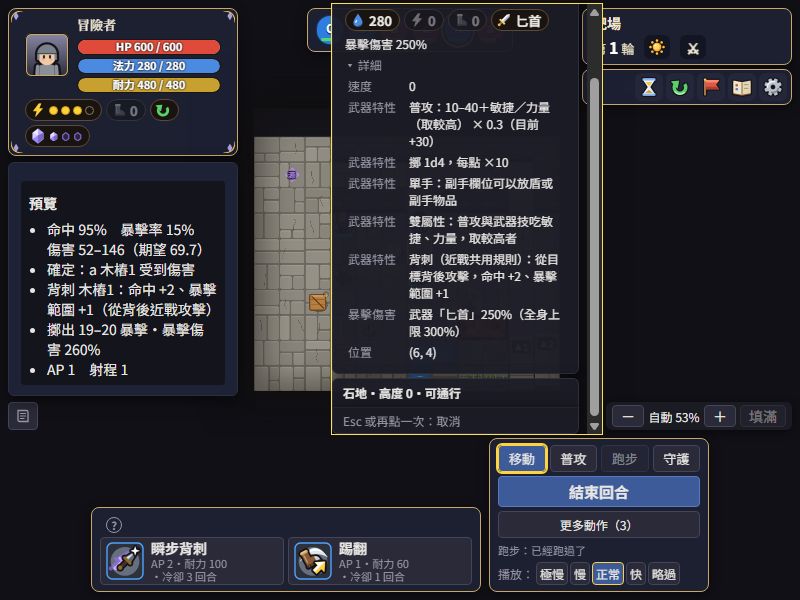 冒險者
HP 600 / 600
法力 280 / 280
耐力 480 / 480
0
預覽
命中 95%　暴擊率 15%
傷害 52–146（期望 69.7）
確定：a 木樁1 受到傷害
背刺 木樁1：命中 +2、暴擊
範圍 +1（從背後近戰攻擊）
擲出 19–20 暴擊・暴擊傷
害 260%
AP 1　射程 1
280
0
0
匕首
暴擊傷害 250%
詳細
速度 0
武器特性 普攻：10–40＋敏捷／力量
（取較高） × 0.3（目前
+30）
武器特性 擲 1d4，每點 ×10
武器特性 單手：副手欄位可以放盾或
副手物品
武器特性 雙屬性：普攻與武器技吃敏
捷、力量，取較高者
武器特性 背刺（近戰共用規則）：從目
標背後攻擊，命中 +2、暴擊
範圍 +1
暴擊傷害 武器「匕首」250%（全身上
限 300%）
位置 (6, 4)
石地・高度 0・可通行
Esc 或再點一次：取消
1 輪
−
自動 53%
+
填滿
移動
普攻
跑步
守護
結束回合
更多動作（3）
跑步：已經跑過了
播放：
極慢
慢
正常
快
略過
?
瞬步背刺
AP 2・耐力 100
・冷卻 3 回合
踢翻
AP 1・耐力 60
・冷卻 1 回合